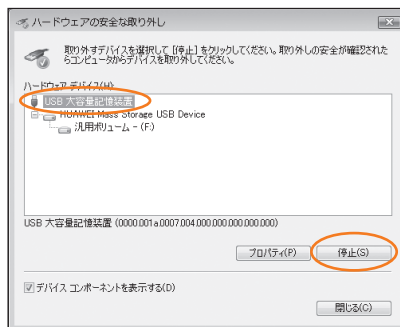 ハードウェアの安全な取り外し
取り外すデバイスを選択して [停止] をクリックしてください。取り外しの安全が確認された
らコンピュータからデバイスを取り外してください。
ハードウェア デバイス(H)
USB 大容量記憶装置
HUAWEI Mass Storage USB Device
汎用ボリューム - (F:)
USB 大容量記憶装置 (0000.001a.0007.004.000.000.000.000.000)
プロパティ(P)
停止(S)
デバイス コンポーネントを表示する(D)
閉じる(C)